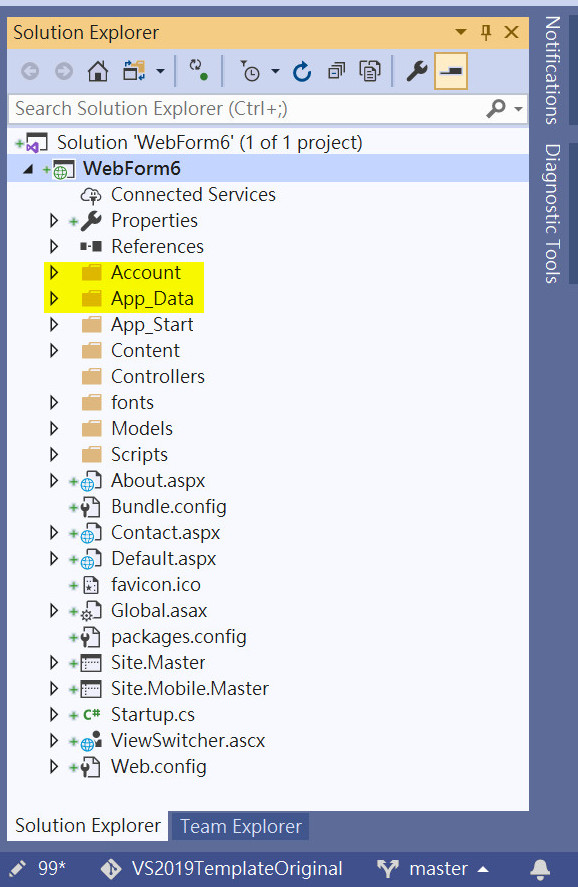 Solution Explorer
Search Solution Explorer (Ctrl+;)
Solution 'WebForm6' (1 of 1 project)
WebForm6
Connected Services
Properties
References
Account
App_Data
App_Start
Content
Controllers
fonts
Models
Scripts
About.aspx
Bundle.config
Contact.aspx
Default.aspx
favicon.ico
Global.asax
packages.config
Site.Master
Site.Mobile.Master
C# Startup.cs
ViewSwitcher.ascx
Web.config
Solution Explorer Team Explorer
99* VS2019TemplateOriginal master
Notifications
Diagnostic Tools